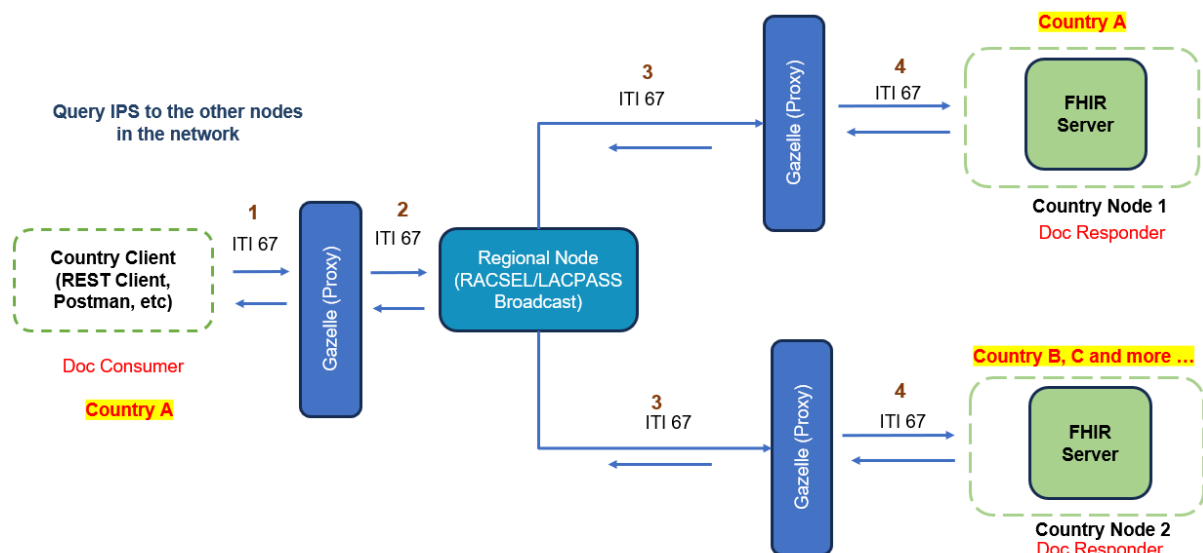 Country A
3
4
ITI 67
ITI 67
FHIR
Server
Gazelle (Proxy)
Query IPS to the other nodes
in the network
Country Node 1
Doc Responder
1
2
ITI 67
ITI 67
Country Client
(REST Client,
Postman, etc)
Gazelle (Proxy)
Regional Node
(RACSEL/LACPASS
Broadcast)
Doc Consumer
Country A
Country B, C and more ...
3
4
ITI 67
ITI 67
FHIR
Server
Gazelle (Proxy)
Country Node 2
Doc Responder